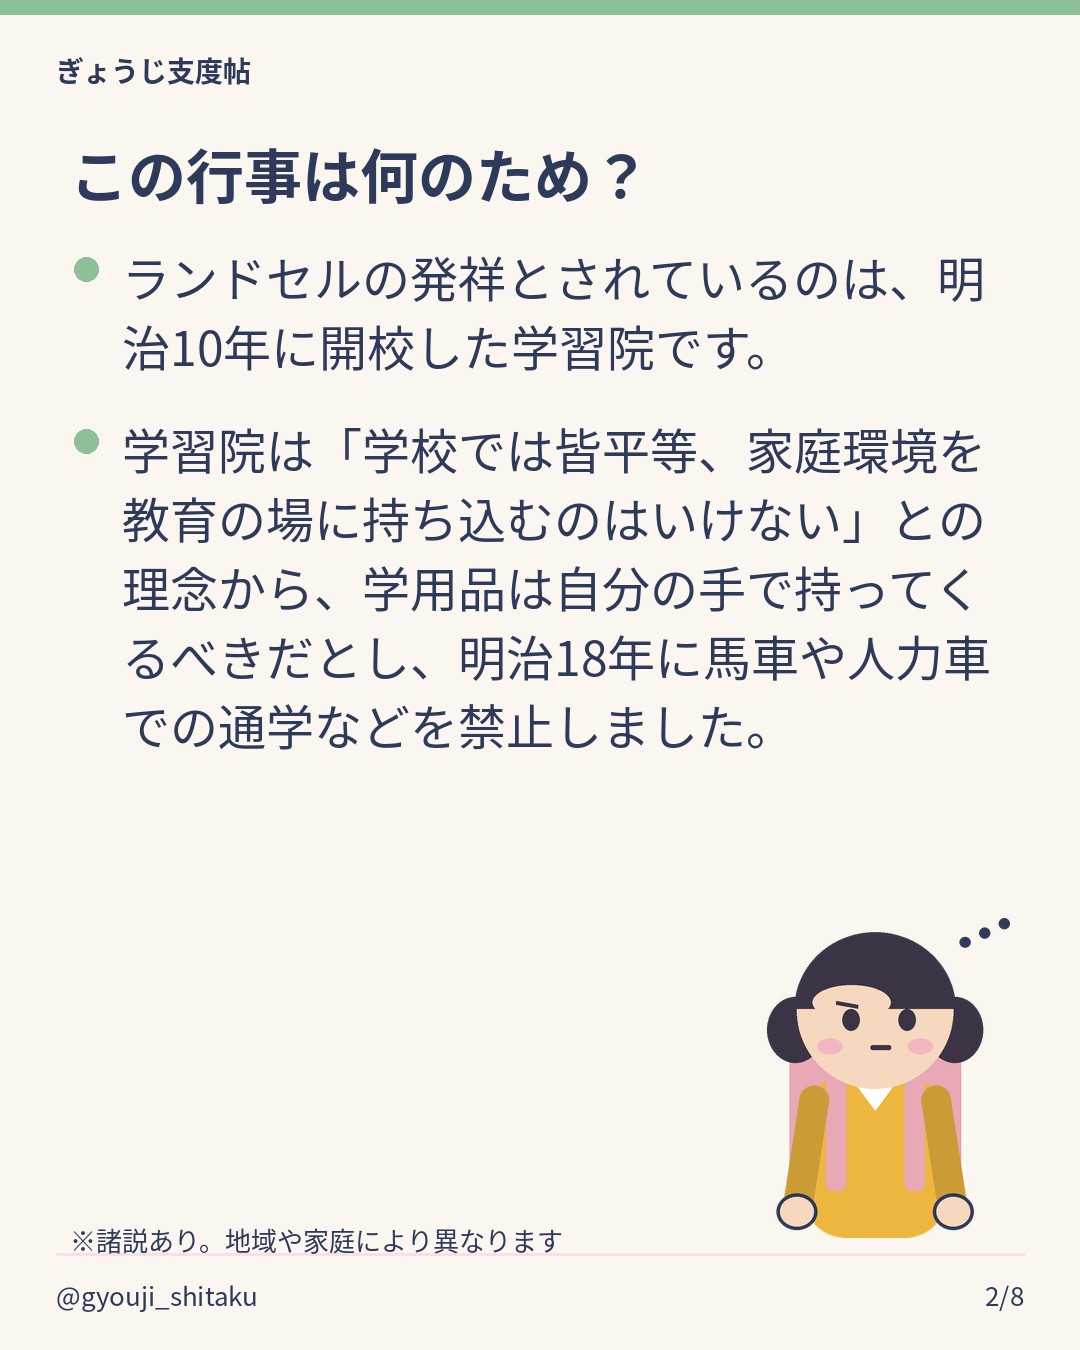 ぎょうじ支度帖
この行事は何のため？
ランドセルの発祥とされているのは、明
治10年に開校した学習院です。
学習院は「学校では皆平等、家庭環境を
教育の場に持ち込むのはいけない」との
理念から、学用品は自分の手で持ってく
るべきだとし、明治18年に馬車や人力車
での通学などを禁止しました。
※諸説あり。地域や家庭により異なります
@gyouji_shitaku
2/8